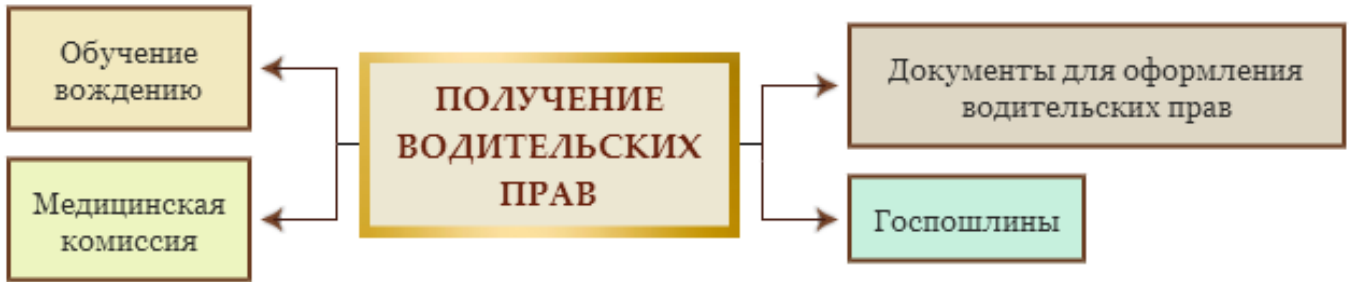 Обучение
вождению
Медицинская
комиссия
ПОЛУЧЕНИЕ
ВОДИТЕЛЬСКИХ
ПРАВ
Документы для оформления
водительских прав
Госпошлины